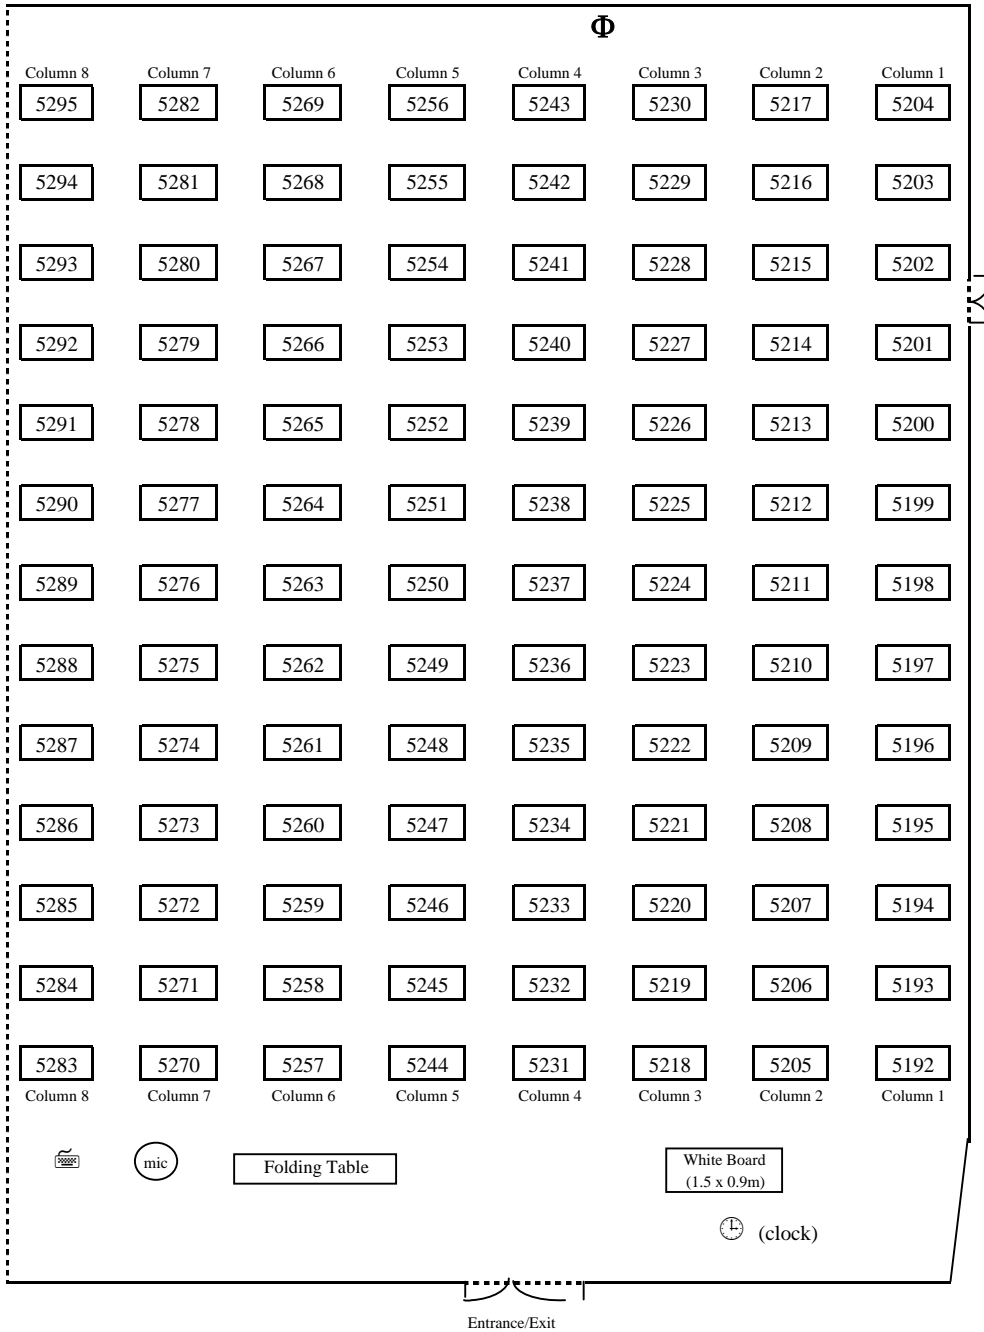 Φ
Column 8 Column 7 Column 6 Column 5 Column 4 Column 3 Column 2 Column 1
5295 5282 5269 5256 5243 5230 5217 5204
5294 5281 5268 5255 5242 5229 5216 5203
5293 5280 5267 5254 5241 5228 5215 5202
5292 5279 5266 5253 5240 5227 5214 5201
5291 5278 5265 5252 5239 5226 5213 5200
5290 5277 5264 5251 5238 5225 5212 5199
5289 5276 5263 5250 5237 5224 5211 5198
5288 5275 5262 5249 5236 5223 5210 5197
5287 5274 5261 5248 5235 5222 5209 5196
5286 5273 5260 5247 5234 5221 5208 5195
5285 5272 5259 5246 5233 5220 5207 5194
5284 5271 5258 5245 5232 5219 5206 5193
5283 5270 5257 5244 5231 5218 5205 5192
Column 8 Column 7 Column 6 Column 5 Column 4 Column 3 Column 2 Column 1
mic
Folding Table
White Board
(1.5 x 0.9m)
(clock)
Entrance/Exit